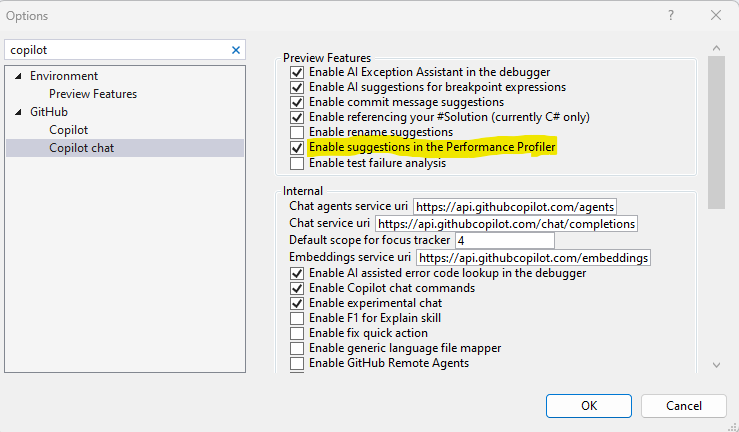 Options
?
copilot
Environment
Preview Features
GitHub
Copilot
Copilot chat
Preview Features
Enable AI Exception Assistant in the debugger
Enable AI suggestions for breakpoint expressions
Enable commit message suggestions
Enable referencing your #Solution (currently C# only)
Enable rename suggestions
Enable suggestions in the Performance Profiler
Enable test failure analysis
Internal
Chat agents service uri https://api.githubcopilot.com/agents
Chat service uri https://api.githubcopilot.com/chat/completions
Default scope for focus tracker 4
Embeddings service uri https://api.githubcopilot.com/embeddings
Enable AI assisted error code lookup in the debugger
Enable Copilot chat commands
Enable experimental chat
Enable F1 for Explain skill
Enable fix quick action
Enable generic language file mapper
Enable GitHub Remote Agents
OK
Cancel